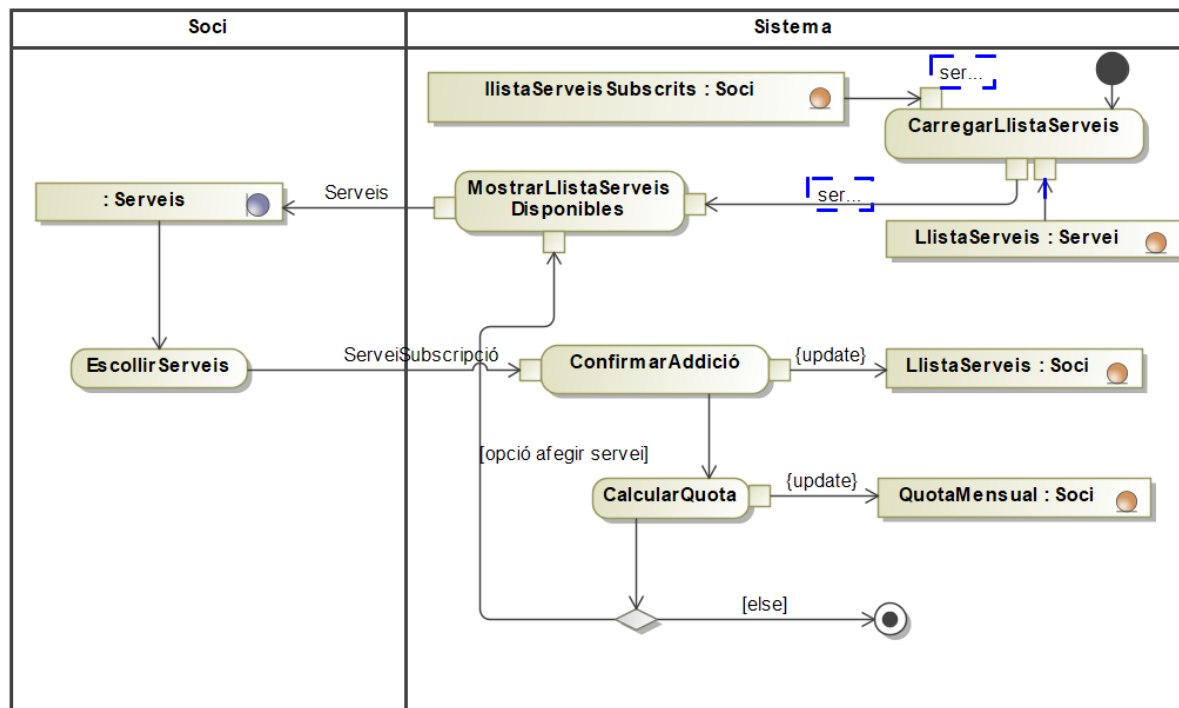 Soci
Sistema
ser...
llistaServeisSubscrits : Soci
CarregarLlistaServeis
MostrarLlistaServeis
Disponibles
Serveis
: Serveis
ser...
LlistaServeis : Servei
EscollirServeis
ServeiSubscripció
ConfirmarAddició
{update}
LlistaServeis : Soci
[opció afegir servei]
CalcularQuota
{update}
QuotaMensual : Soci
[else]